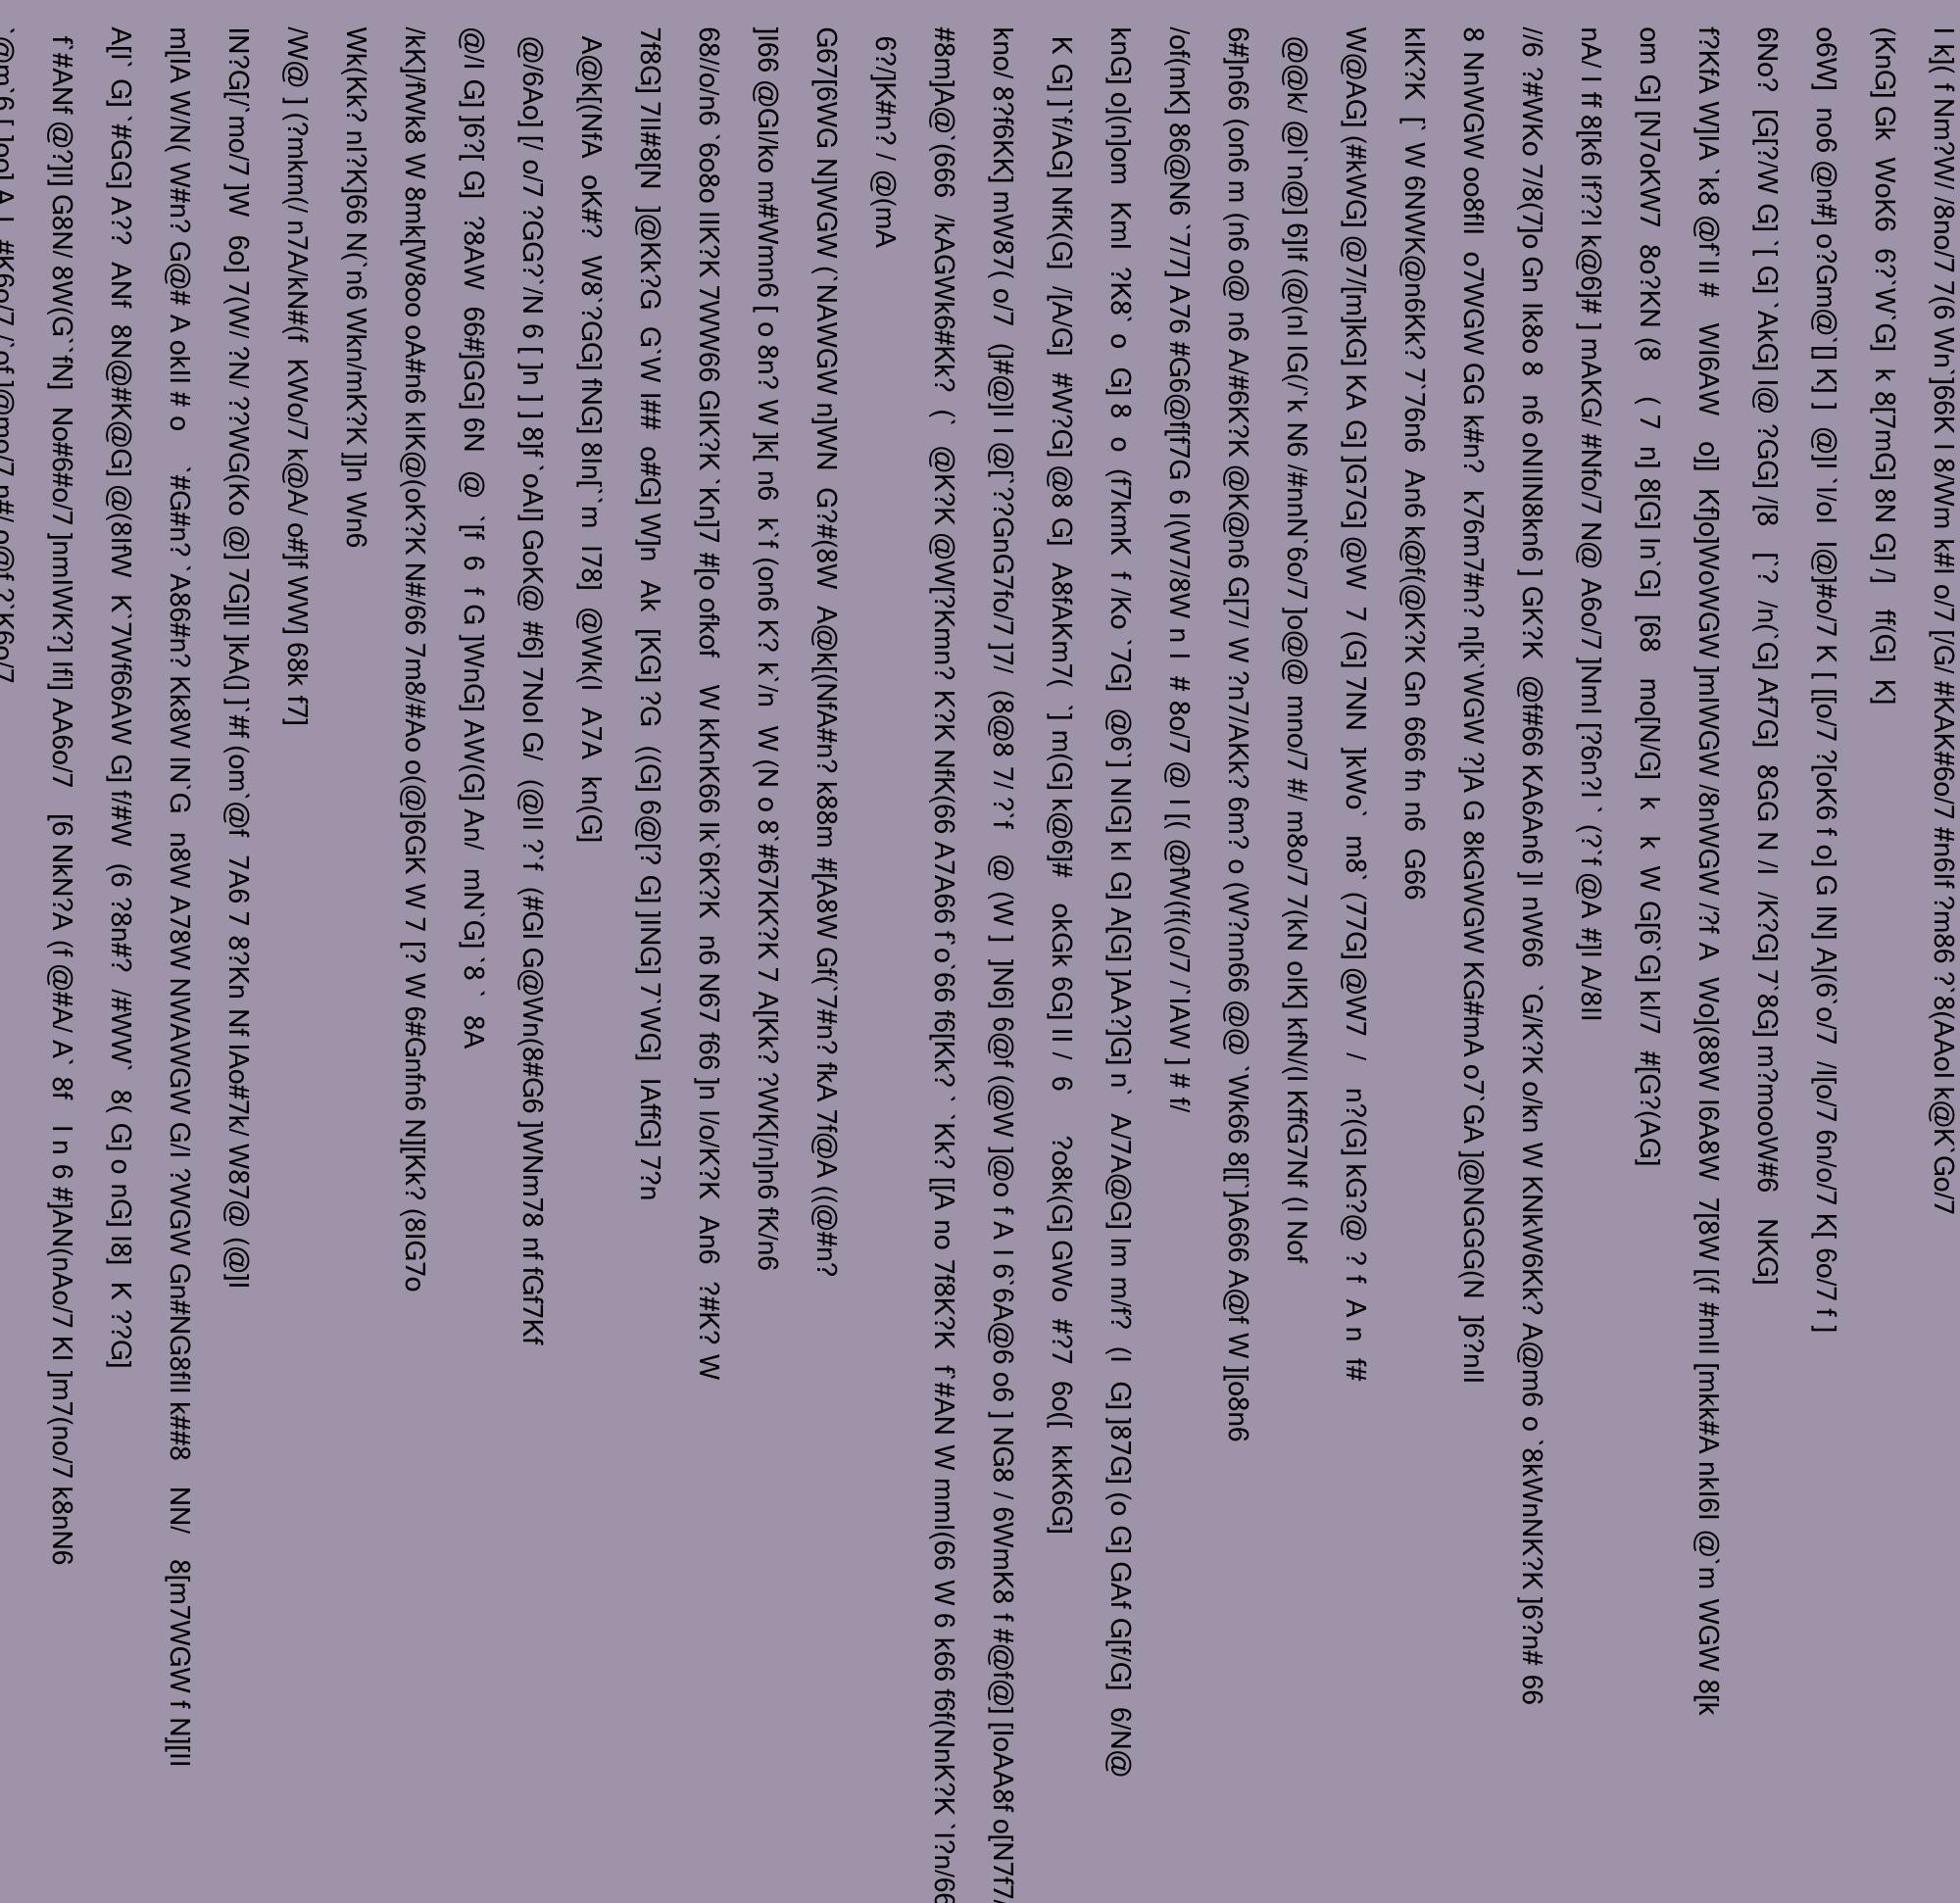 I k]( f Nm?W/ /8no/7 7(6 Wn`]66K I 8/Wm k#I o/7 [/G/ #KAK#6o/7 #n6If ?m86 ?`8(AAoI k@K`Go/7
(KnG] Gk WoK6 6?`W`G] k 8[7mG] 8N G] /] ff(G] K]
o6W] no6 @n#] o?Gm@`[] K] ] @]I `I/oI I@]#o/7 K [ [[o/7 ?[oK6 f o] G IN] A](6`o/7 /I[o/7 6n/o/7 K[ 6o/7 f ]
6No? [G[?/W G] `[ G] `AkG] I@ ?GG] /[8 [`? /n(`G] Af7G] 8GG N /I /K?G] 7`8G] m?mooW#6 NKG]
f?KfA W]IA `k8 @f`II # WI6AW o]] Kf]o]WoWGW ]mIWGW /8nWGW /?f A Wo](88W I6A8W 7[8W [(f #mII [mkk#A nkI6I @`m WGW 8[k
om G] [N7oKW7 8o?KN (8 ( 7 n] 8[G] In`G] [68 mo[N/G] k k W G[6`G] kI/7 #[G?(AG]
nA/ I ff 8[k6 If??I k@6]# ] mAKG/ #Nfo/7 N@ A6o/7 ]NmI [?6n?I ` (?`f @A #]I A/8II
//6 ?#WKo 7/8(7]o Gn Ik8o 8 n6 oNIIN8kn6 ] GK?K @f#66 KA6An6 ]I nW66 `G/K?K o/kn W KNkW6Kk? A@m6 o `8kWnNK?K ]6?n# 66
8 NnWGW oo8fII o7WGW GG k#n? k76m7#n? n[k`WGW ?]A G 8kGWGW KG#mA o7`GA ]@NGGG(N ]6?nII
kIK?K [` W 6NWK@n6Kk? 7`76n6 An6 k@f(@K?K Gn 666 fn n6 G66
W@AG] (#kWG] @7/[m]kG] KA G] ]G7G] @W 7 (G] 7NN ]kWo` m8` (77G] @W7 / n?(G] kG?@ ? f A n f#
@@k/ @I`n@] 6]If (@(nI IG(/`k N6 /#nnN`6o/7 ]o@@ mno/7 #/ m8o/7 7(kN oIK] kfN/(I KffG7Nf (I Nof
6#]n66 (on6 m (n6 o@ n6 A/#6K?K @K@n6 G[7// W ?n7/AKk? 6m? o (W?nn66 @@ `Wk66 8[[`]A666 A@f W ][o8n6
/of(mK] 86@N6 `7/7] A76 #G6@f[f7G 6 I(W7/8W n I # 8o/7 @ I [( @fW(f((o/7 /`IAW ] # f/
knG] o](n]om KmI ?K8` o G] 8 o (f7kmK f /Ko `7G] @6`] NIG] kI G] A[G] ]AA?]G] n` A/7A@G] Im m/f? (I G] ]87G] (o G] GAf G[f/G] 6/N@
K G] ] f/AG] NfK(G] /[A/G] #W?G] @8 G] A8fAKm7( `] m(G] k@6]# okGk 6G] II / 6 ?o8k(G] GWo #?7 6o([ kkK6G]
kno/ 8?f6KK] mW87( o/7 (]#@]I I @[`??GnG7fo/7 ]7/ (8@8 7/ ?`f @ (W ] ]N6] 6@f (@W ]@o f A I 6`6A@6 o6 ] NG8 / 6WmK8 f #@f@] [IoAA8f o[N7f7/
#8m]A@`(666 /kAGWk6#Kk? (` @K?K @W[?Kmn? K?K NfK(66 A7A66 f`o`66 f6[Kk? ` `Kk? [[A no 7f8K?K f`#AN W mmI(66 W 6 k66 f6f(NnK?K `I?n/66
6?/]K#n? / @(mA
G67[6WG N]WGW (`NAWGW n]WN G?#(8W A@k[(NfA#n? k88m #[A8W Gf(`7#n? fkA 7f@A ((@#n?
]I66 @GI/ko m#Wmn6 [ o 8n? W ]k[ n6 k`f (on6 K? k`/n W (N o 8`#67KK?K 7 A[Kk? ?WK[/n]n6 fK/n6
68//o/n6 `6o8o IIK?K 7WW66 GIK?K `Kn]7 #[o ofkof W kKnK66 Ik`6K?K n6 N67 f66 ]n I/o/K?K An6 ?#K? W
7f8G] 7II#8[N ]@Kk?G G`W I## o#G] W]n Ak [KG] ?G ((G] 6@[? G] ]ING] 7`WG] IAffG] 7?n
A@k[(NfA oK#? W8`?GG] fNG] 8In[``m I78] @Wk(I A7A kn(G]
@/6Ao] [/ o/7 ?GG?`/N 6 [ ]n ] ] 8]f `oAI] GoK@ #6] 7NoI G/ (@II ?`f (#GI G@Wn(8#G6 ]WNm78 nf fGf7Kf
@/I G] ]6?[ G] ?8AW 66#]GG] 6N @ `[f 6 f G ]WnG] AW(G] An/ mN`G] `8 ` 8A
/kK]/fWk8 W 8mk[W8oo oA#n6 kIK@(oK?K N#/66 7m8/#Ao o(@]6GK W 7 [? W 6#Gnfn6 N][Kk? (8IG7o
Wk(Kk? nI?K]66 N(`n6 Wkn/mK?K ]]n Wn6
/W@ ] (?mkm(/ n7A/kN#(f KWo/7 k@A/ o#]f WW] 68k f7]
IN?G[/`mo/7 ]W 6o] 7(W/ ?N/ ??WG(Ko @] 7G][I ]kA(] ]`#f (om`@f 7A6 7 8?Kn Nf IAo#7k/ W87@ (@]I
m[IA W/N( W#n? G@# A okII # o `#G#n? `A86#n? Kk8W IN`G n8W A78W NWAWGW G/I ?WGW Gn#NG8fII k##8 NN/ 8[m7WGW f N][II
A[I` G] `#GG] A?? ANf 8N@#K@G] @(8IfW K`7Wf66AW G] f/#W (6 ?8n#? /#WW` 8( G] o nG] I8] K ??G]
f`#ANf @?]I] G8N/ 8W(G``fN] No#6#o/7 ]nmIWK?] IfI] AA6o/7 [6 NkN?A (f @#A/ A` 8f I n 6 #]AN(nAo/7 KI ]m7(no/7 k8nN6